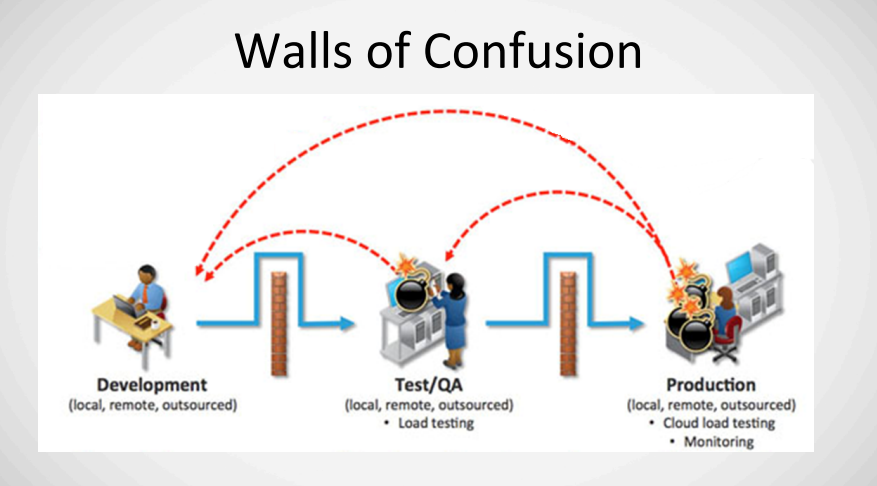 Walls of Confusion
Development
(local, remote, outsourced)
Test/QA
(local, remote, outsourced)
• Load testing
Production
(local, remote, outsourced)
• Cloud load testing
• Monitoring